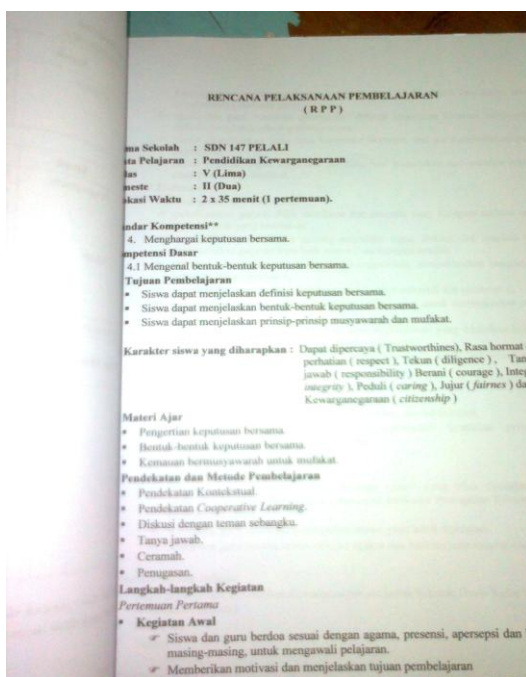 RENCANA PELAKSANAAN PEMBELAJARAN
( R P P )
ma Sekolah : SDN 147 PELALI
ta Pelajaran : Pendidikan Kewarganegaraan
las : V (Lima)
meste : II (Dua)
okasi Waktu : 2 x 35 menit (1 pertemuan).
ndar Kompetensi**
4. Menghargai keputusan bersama.
mpetensi Dasar
4.1 Mengenal bentuk-bentuk keputusan bersama.
Tujuan Pembelajaran
▪ Siswa dapat menjelaskan definisi keputusan bersama.
▪ Siswa dapat menjelaskan bentuk-bentuk keputusan bersama.
▪ Siswa dapat menjelaskan prinsip-prinsip musyawarah dan mufakat.
Karakter siswa yang diharapkan : Dapat dipercaya ( Trustworthines), Rasa hormat
perhatian ( respect ), Tekun ( diligence ) , Tan
jawab ( responsibility ) Berani ( courage ), Integ
integrity ), Peduli ( caring ), Jujur ( fairnes ) da
Kewarganegaraan ( citizenship )
Materi Ajar
▪ Pengertian keputusan bersama.
▪ Bentuk-bentuk keputusan bersama.
▪ Kemauan bermusyawarah untuk mufakat.
Pendekatan dan Metode Pembelajaran
▪ Pendekatan Kontekstual.
▪ Pendekatan Cooperative Learning.
▪ Diskusi dengan teman sebangku.
▪ Tanya jawab.
▪ Ceramah.
▪ Penugasan.
Langkah-langkah Kegiatan
Pertemuan Pertama
▪ Kegiatan Awal
☞ Siswa dan guru berdoa sesuai dengan agama, presensi, apersepsi dan
masing-masing, untuk mengawali pelajaran.
☞ Memberikan motivasi dan menjelaskan tujuan pembelajaran